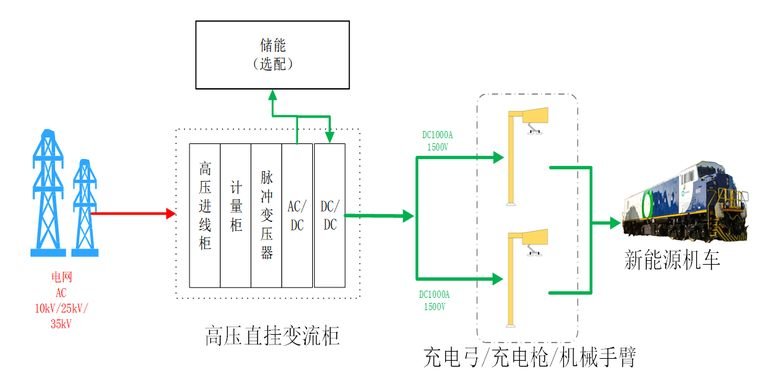 储能
(选配)
高压进线柜
计量柜
脉冲变压器
AC/
DC
DC/
DC
DC1000A
1500V
DC1000A
1500V
电网
AC
10kV/25kV/
35kV
高压直挂变流柜
充电弓/充电枪/机械手臂
新能源机车